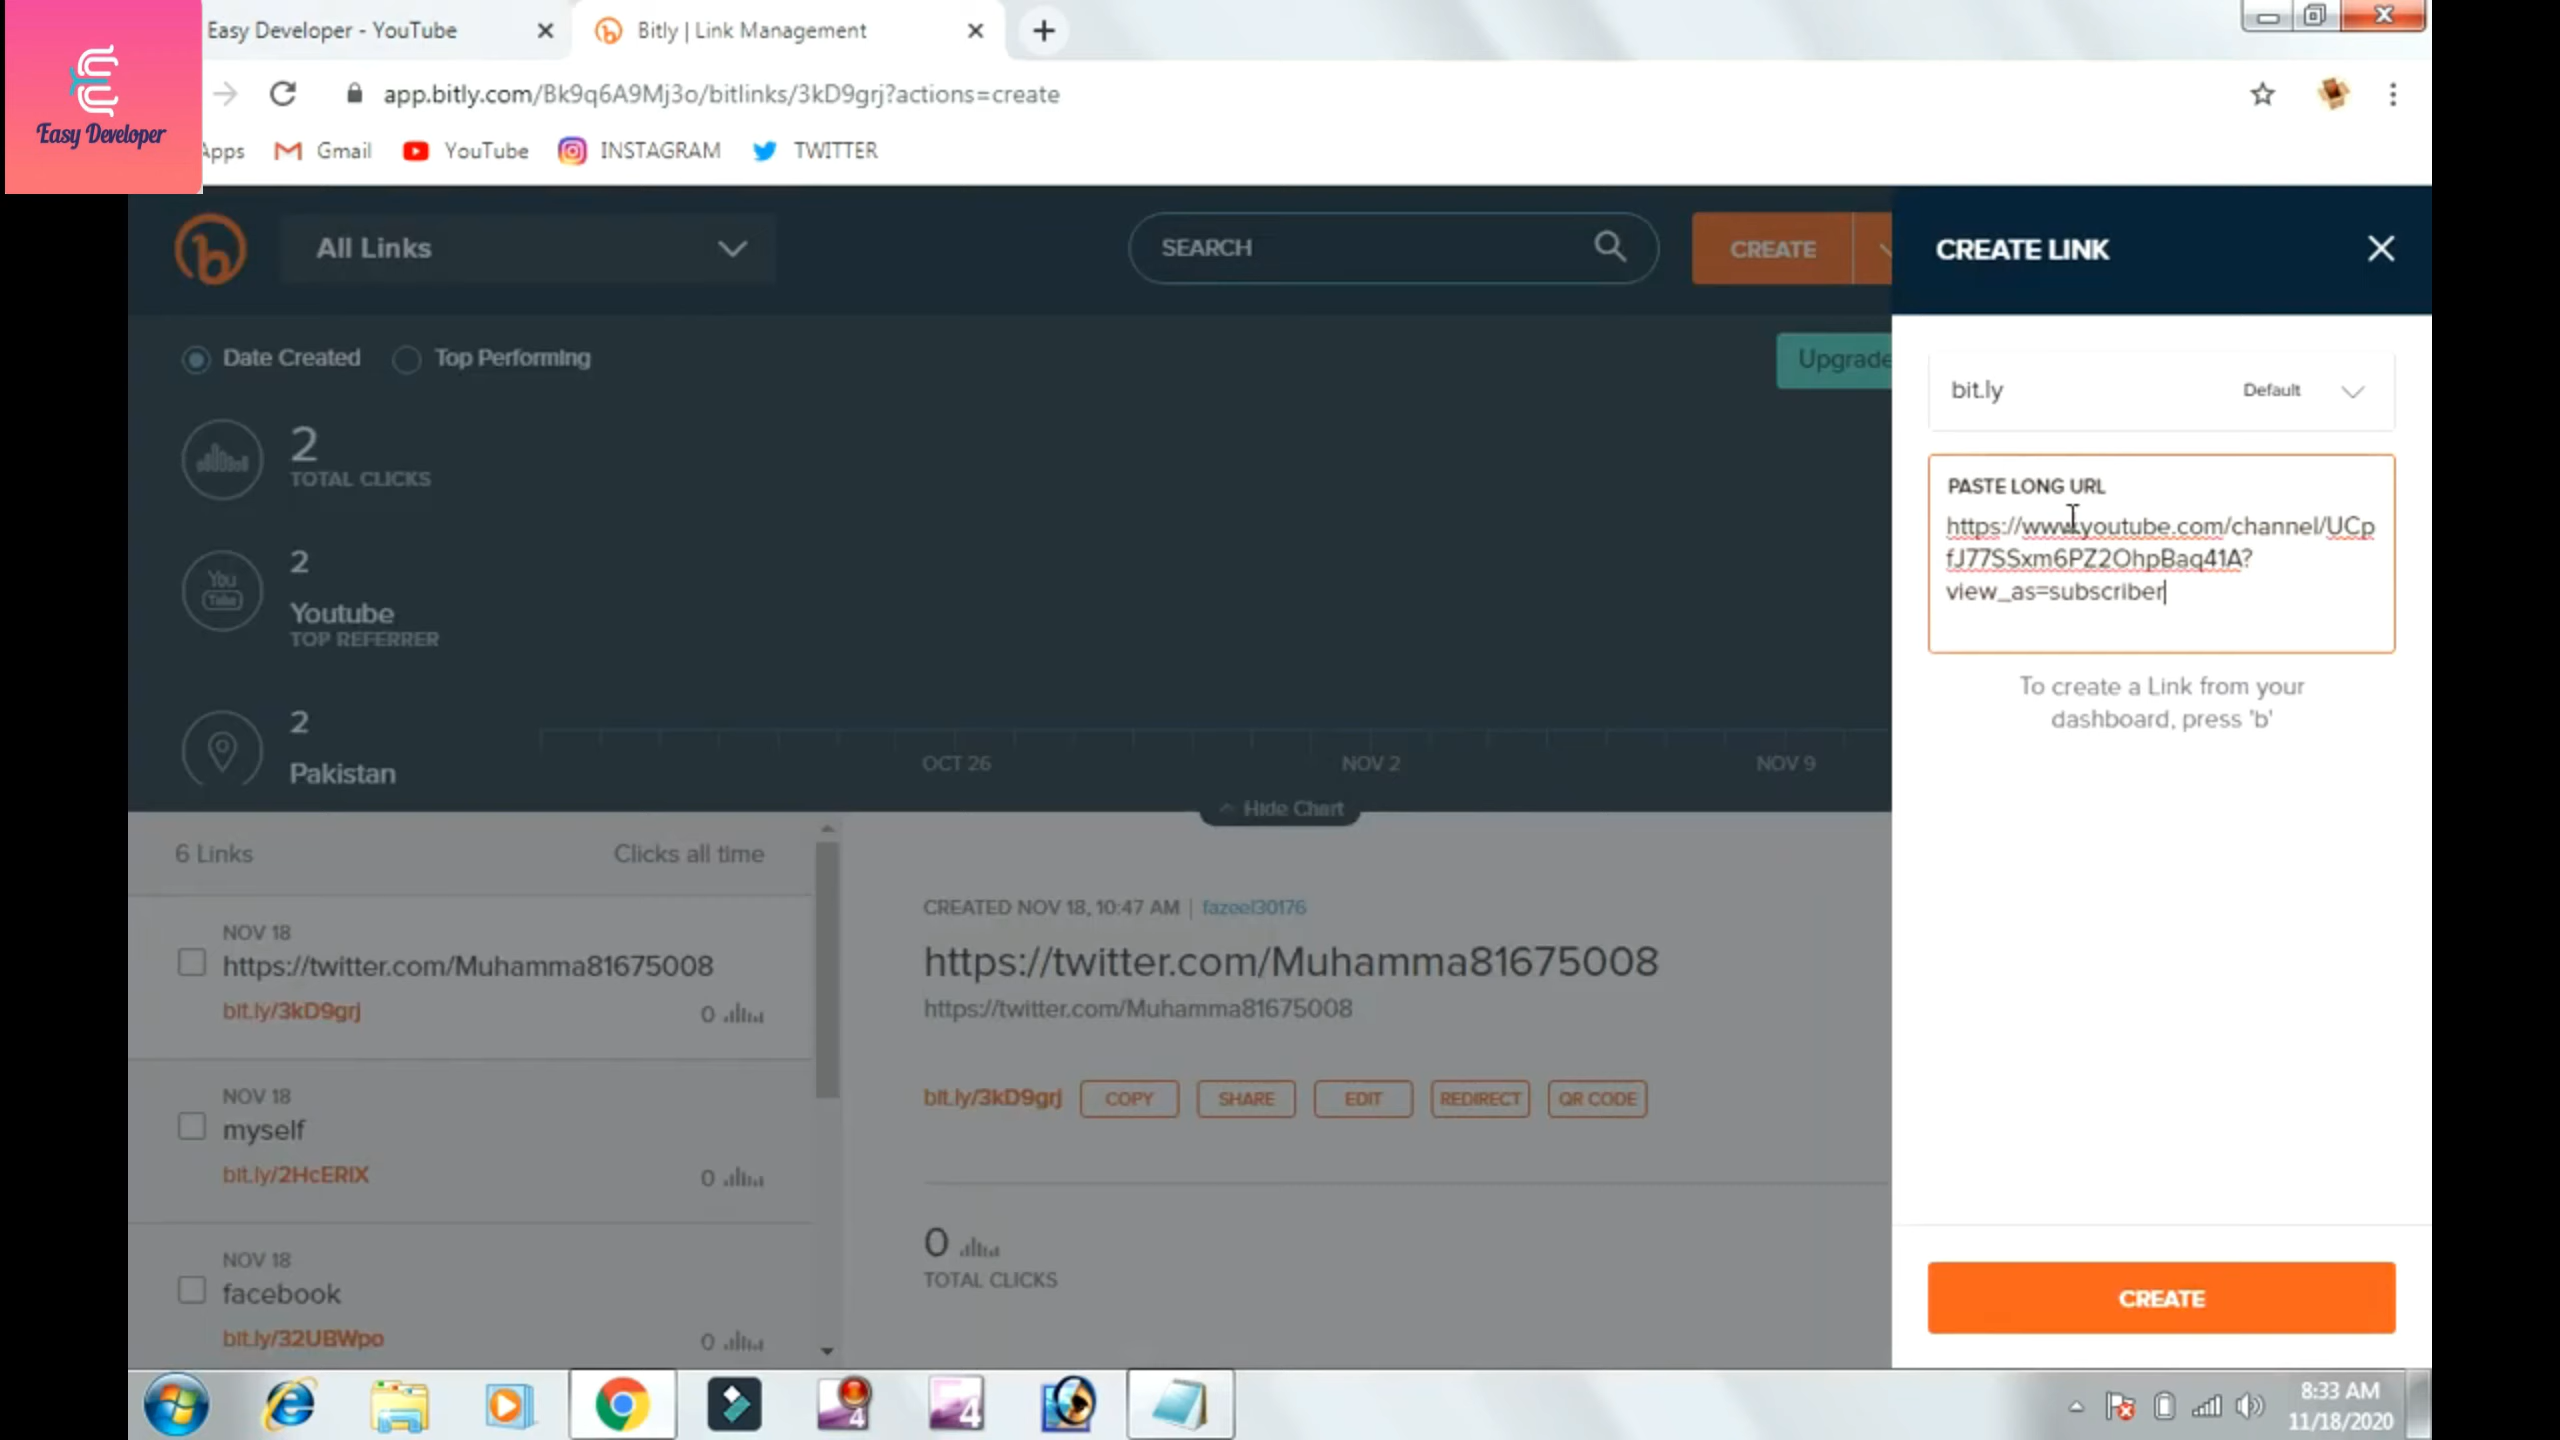 Easy Developer - YouTube
Bitly | Link Management
Easy Developer
app.bitly.com/Bk9q6A9Mj3o/bitlinks/3kD9grj?actions=create
Apps
Gmail
YouTube
INSTAGRAM
TWITTER
All Links
SEARCH
CREATE
CREATE LINK
Date Created
Top Performing
Upgrade
bit.ly
Default
2
TOTAL CLICKS
PASTE LONG URL
https://www.youtube.com/channel/UCp
fJ77SSxm6PZ2OhpBaq41A?
view_as=subscriber
You
Tube
2
Youtube
TOP REFERRER
To create a Link from your
dashboard, press 'b'
2
Pakistan
OCT 26
NOV 2
NOV 9
Hide Chart
6 Links
Clicks all time
NOV 18
https://twitter.com/Muhamma81675008
bit.ly/3kD9grj
0
NOV 18
myself
bit.ly/2HcERIX
0
NOV 18
facebook
bit.ly/32UBWpo
0
CREATED NOV 18, 10:47 AM | fazeel30176
https://twitter.com/Muhamma81675008
https://twitter.com/Muhamma81675008
bit.ly/3kD9grj
COPY
SHARE
EDIT
REDIRECT
QR CODE
0
TOTAL CLICKS
CREATE
4
4
8:33 AM
11/18/2020